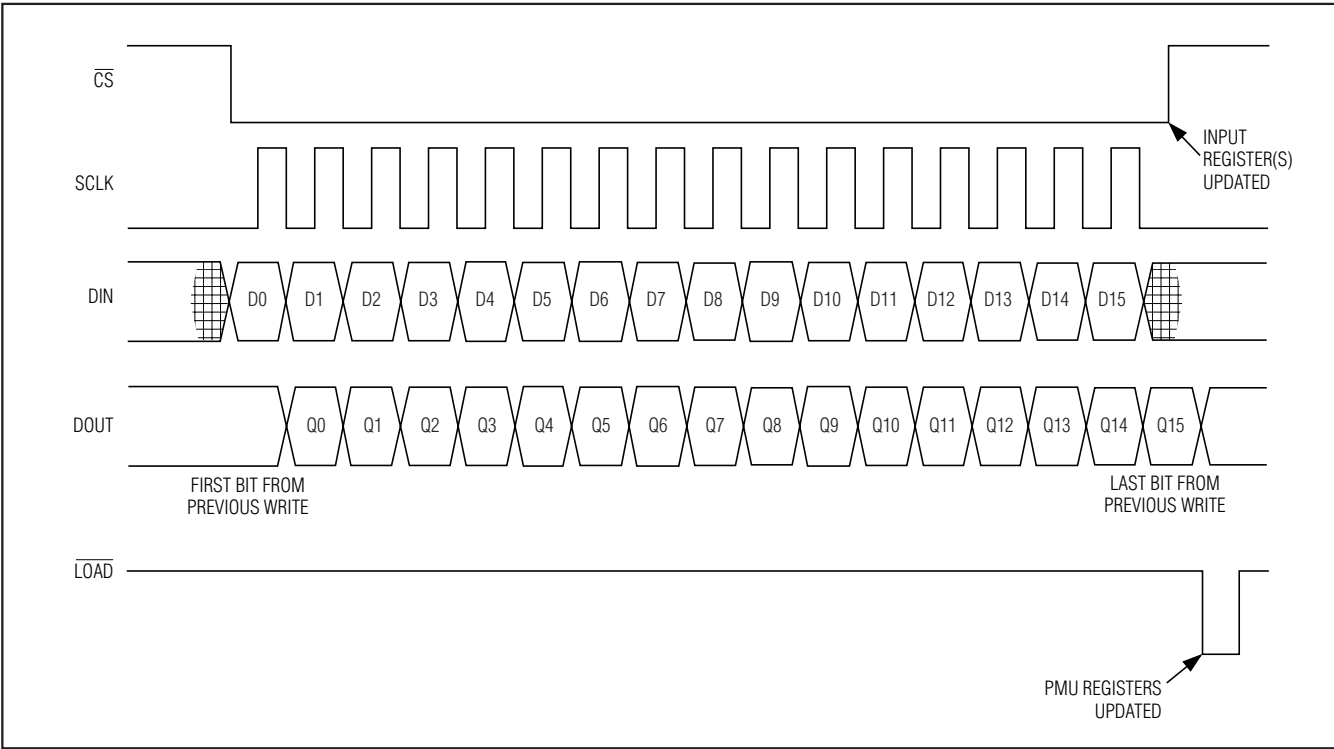 C̅S̅
INPUT
REGISTER(S)
UPDATED
SCLK
DIN
D0 D1 D2 D3 D4 D5 D6 D7 D8 D9 D10 D11 D12 D13 D14 D15
DOUT
Q0 Q1 Q2 Q3 Q4 Q5 Q6 Q7 Q8 Q9 Q10 Q11 Q12 Q13 Q14 Q15
FIRST BIT FROM
PREVIOUS WRITE
LAST BIT FROM
PREVIOUS WRITE
L̅O̅A̅D̅
PMU REGISTERS
UPDATED